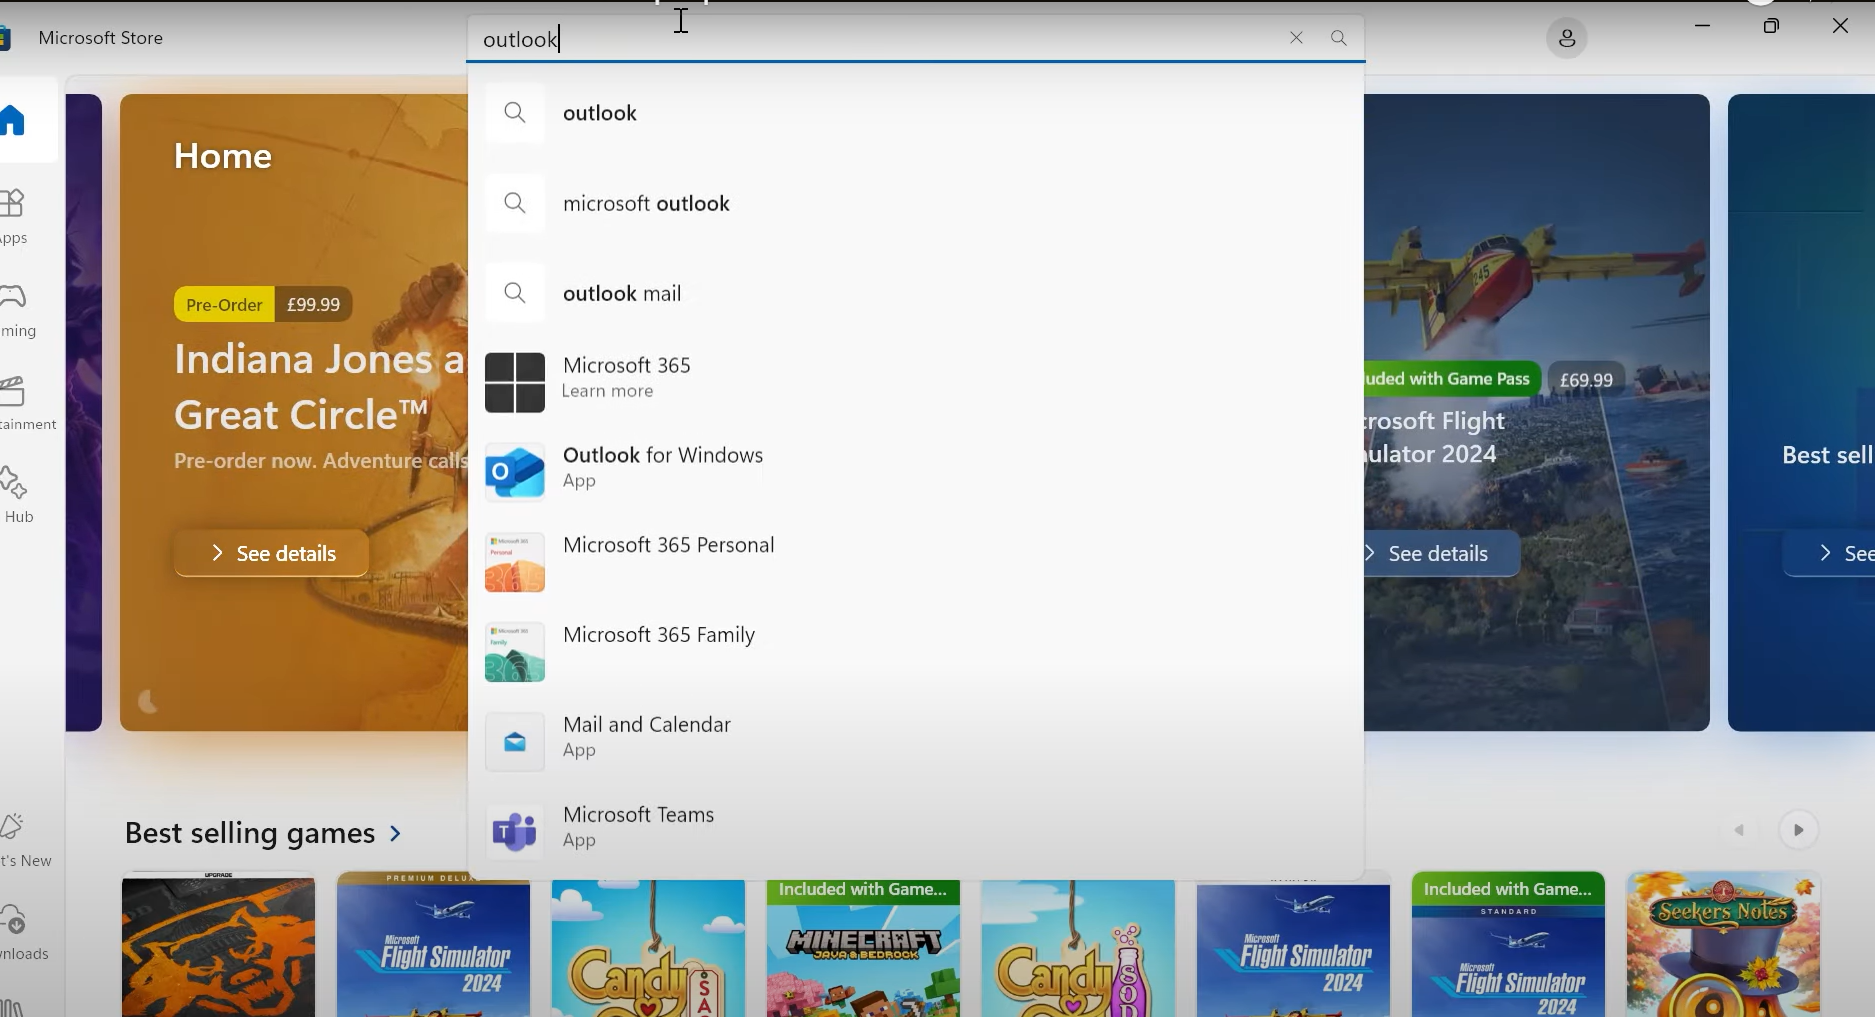 Microsoft Store
outlook
Home
Pre-Order £99.99
Indiana Jones a
Great Circle™
Pre-order now. Adventure calls
See details
outlook
microsoft outlook
outlook mail
Microsoft 365
Learn more
Outlook for Windows
App
Microsoft 365 Personal
Microsoft 365 Family
Mail and Calendar
App
Microsoft Teams
App
uded with Game Pass £69.99
crosoft Flight
ulator 2024
See details
Best sell
See
pps
ming
tainment
Hub
t's New
nloads
Best selling games
UPGRADE
PREMIUM DELUX
Microsoft
Flight Simulator
2024
Candy
SA
Included with Game...
MINECRAFT
JAVA & BEDROCK
Candy
SOD
Microsoft
Flight Simulator
2024
Included with Game...
STANDARD
Microsoft
Flight Simulator
2024
Seekers Notes